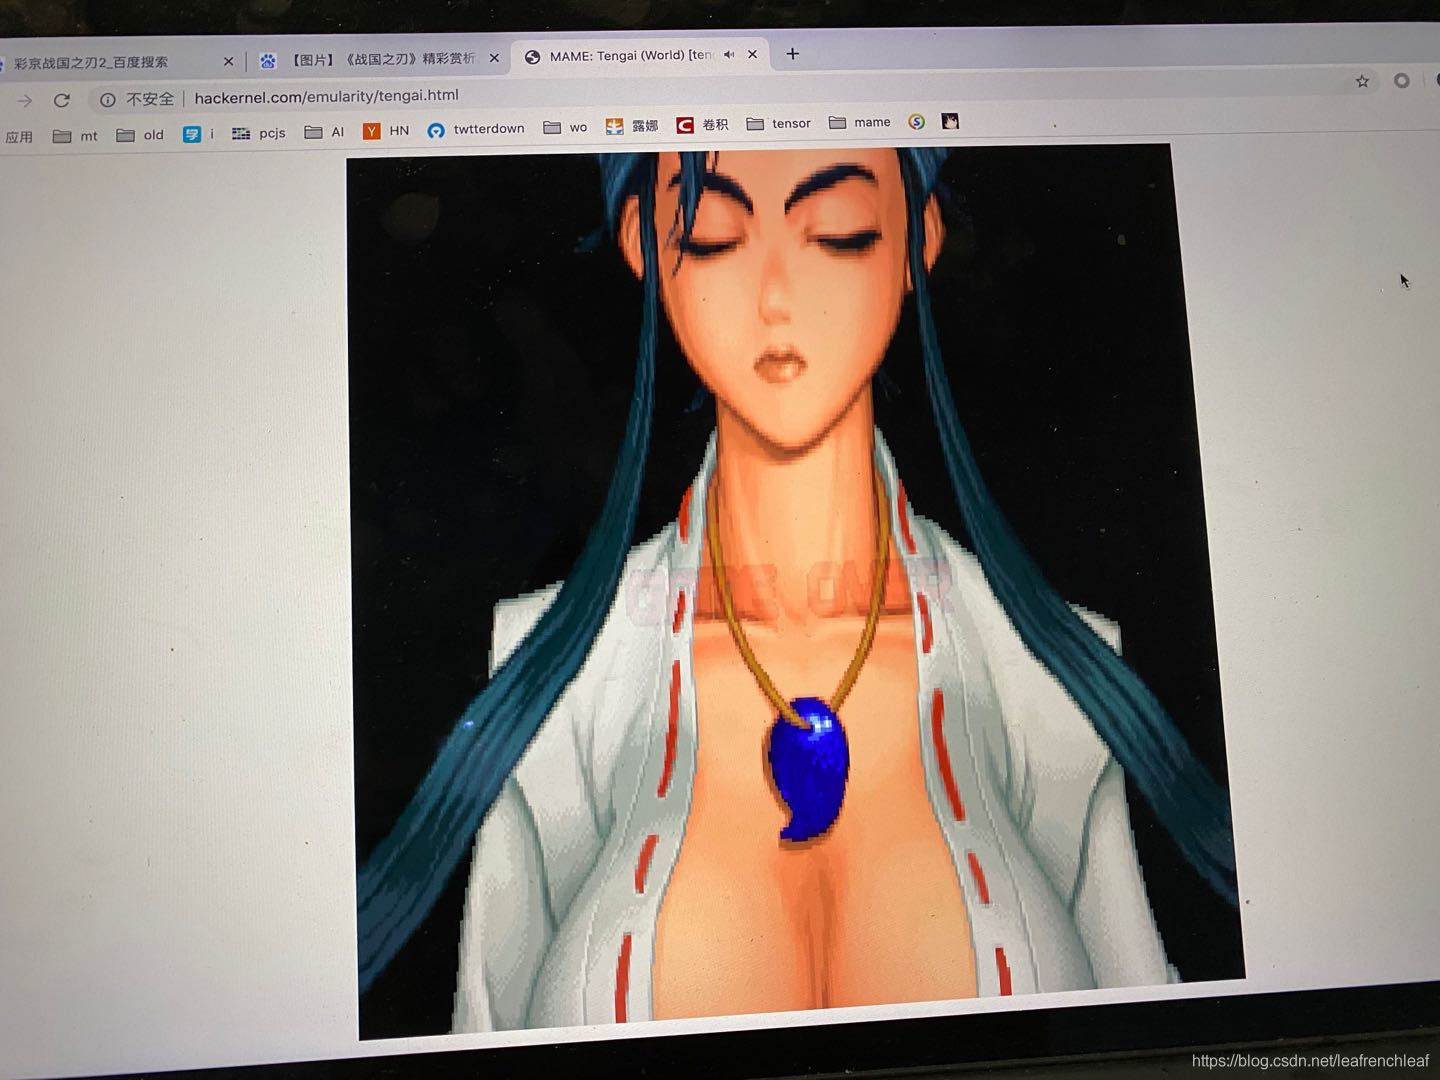 彩京战国之刃2_百度搜索
【图片】《战国之刃》精彩赏析
MAME: Tengai (World) [ten
不安全 hackernel.com/emularity/tengai.html
应用 mt old 学 i pcjs AI Y HN twtterdown wo 露娜 C 卷积 tensor mame S
GAME OVER
https://blog.csdn.net/leafrenchleaf